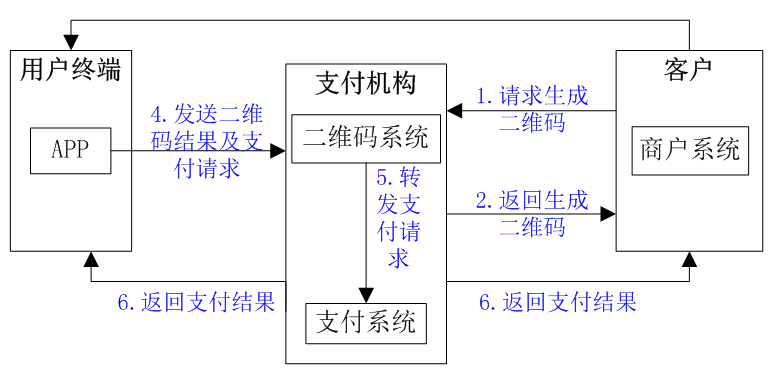 用户终端
APP
4.发送二维
码结果及支
付请求
支付机构
二维码系统
5.转
发支
付请
求
支付系统
1.请求生成
二维码
2.返回生成
二维码
客户
商户系统
6.返回支付结果
6.返回支付结果